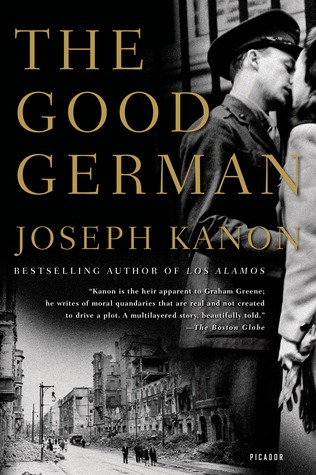 THE
GOOD
GERMAN
JOSEPH KANON
BESTSELLING AUTHOR OF LOS ALAMOS
“Kanon is the heir apparent to Graham Greene;
he writes of moral quandaries that are real and not created
to drive a plot. A multilayered story, beautifully told.”
—The Boston Globe
PICADOR